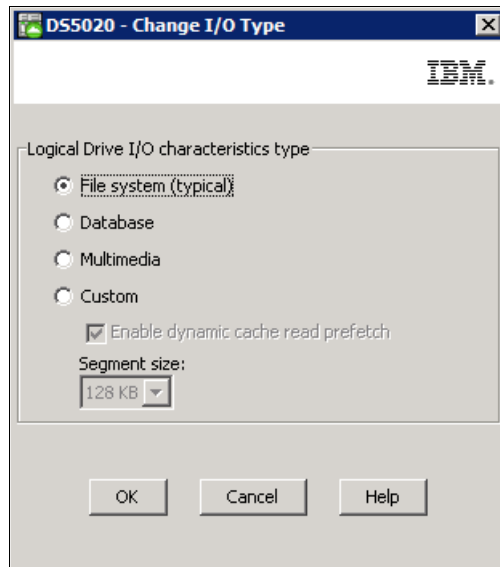 DS5020 - Change I/O Type
IBM.
Logical Drive I/O characteristics type
File system (typical)
Database
Multimedia
Custom
Enable dynamic cache read prefetch
Segment size:
128 KB
OK Cancel Help